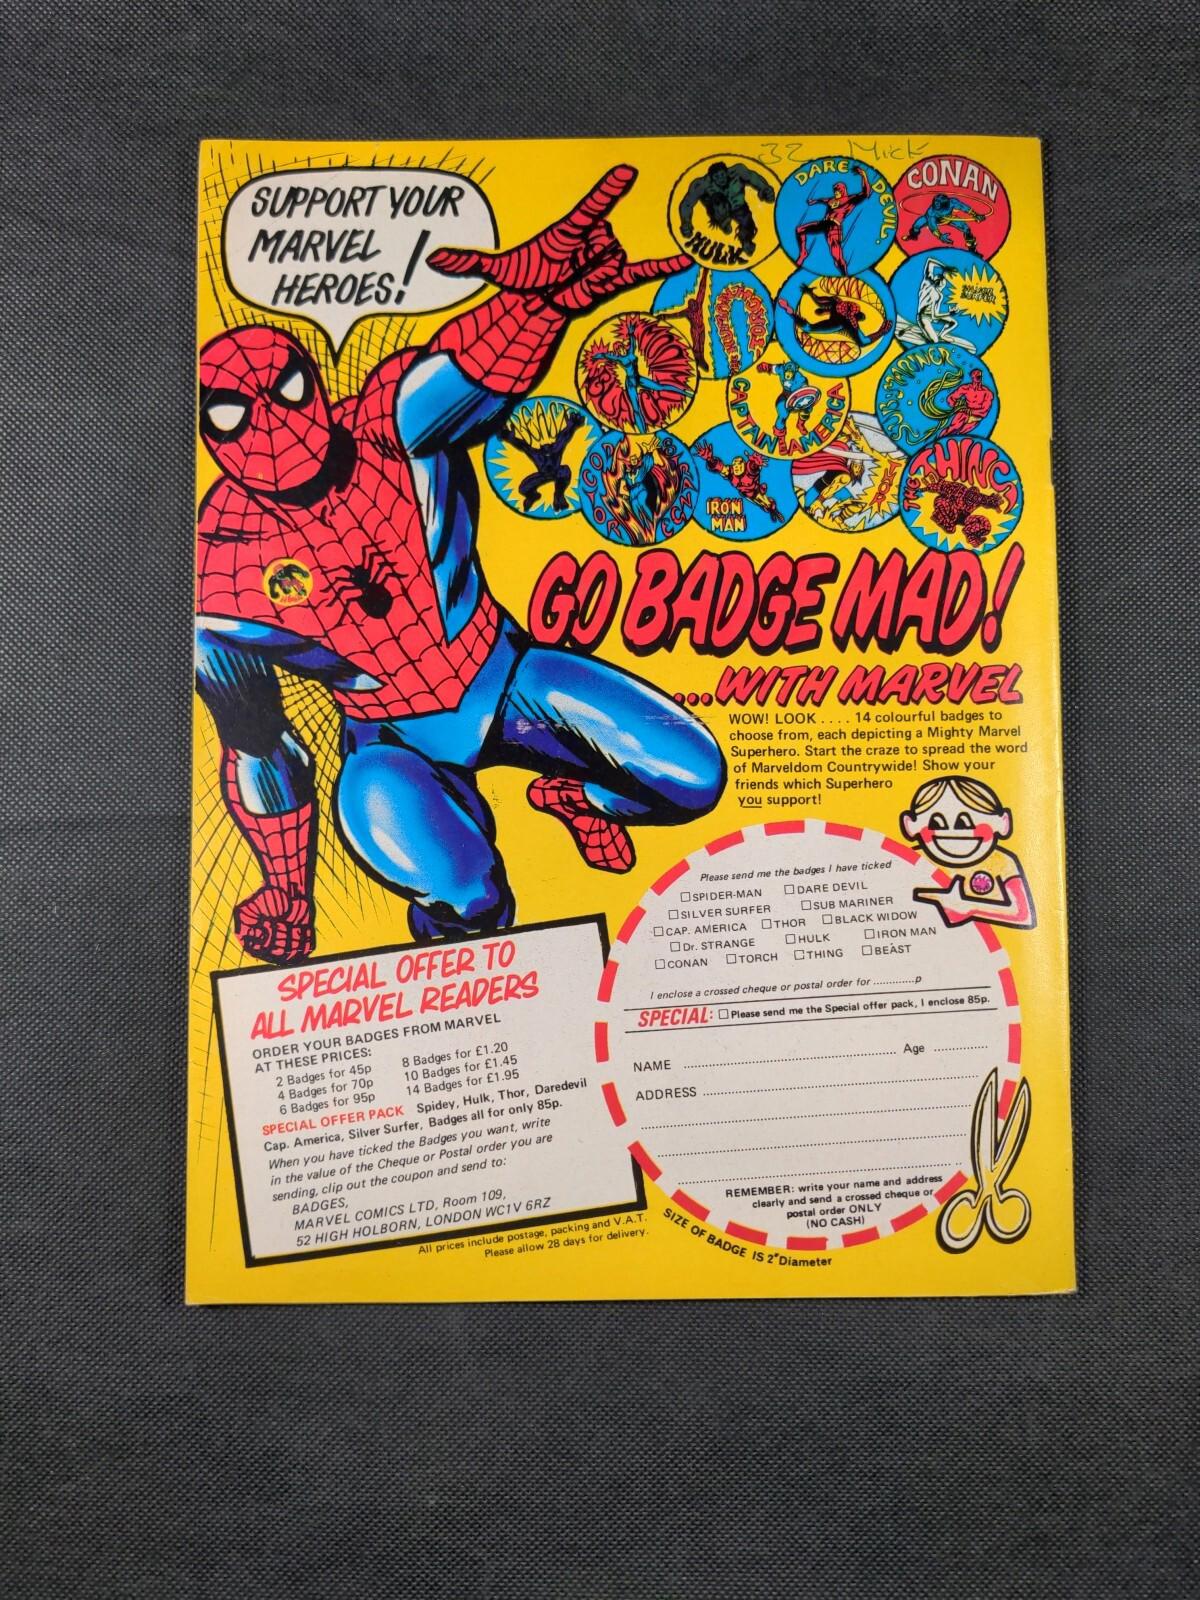 32 Mick
SUPPORT YOUR
MARVEL
HEROES!
HULK
DARE DEVIL.
CONAN
SILVER SURFER
SUB MARINER
CAPTAIN AMERICA
DOCTOR STRANGE
IRON
MAN
THOR
THE THING
GO BADGE MAD!
...WITH MARVEL
WOW! LOOK .... 14 colourful badges to
choose from, each depicting a Mighty Marvel
Superhero. Start the craze to spread the word
of Marveldom Countrywide! Show your
friends which Superhero
you support!
SPECIAL OFFER TO
ALL MARVEL READERS
ORDER YOUR BADGES FROM MARVEL
AT THESE PRICES:
2 Badges for 45p
4 Badges for 70p
6 Badges for 95p
8 Badges for £1.20
10 Badges for £1.45
14 Badges for £1.95
SPECIAL OFFER PACK Spidey, Hulk, Thor, Daredevil
Cap. America, Silver Surfer, Badges all for only 85p.
When you have ticked the Badges you want, write
in the value of the Cheque or Postal order you are
sending, clip out the coupon and send to:
BADGES,
MARVEL COMICS LTD, Room 109,
52 HIGH HOLBORN, LONDON WC1V 6RZ
All prices include postage, packing and V.A.T.
Please allow 28 days for delivery.
Please send me the badges I have ticked
SPIDER-MAN DARE DEVIL
SILVER SURFER SUB MARINER
CAP. AMERICA THOR BLACK WIDOW
Dr. STRANGE HULK IRON MAN
CONAN TORCH THING BEAST
I enclose a crossed cheque or postal order for ............p
SPECIAL: Please send me the Special offer pack, I enclose 85p.
NAME Age
ADDRESS
REMEMBER: write your name and address
clearly and send a crossed cheque or
postal order ONLY
(NO CASH)
SIZE OF BADGE IS 2" Diameter